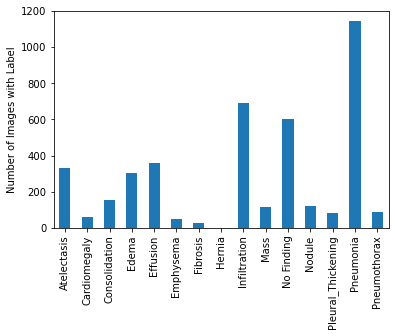 1200
1000
800
600
400
200
0
Number of Images with Label
Atelectasis
Cardiomegaly
Consolidation
Edema
Effusion
Emphysema
Fibrosis
Hernia
Infiltration
Mass
No Finding
Nodule
Pleural_Thickening
Pneumonia
Pneumothorax